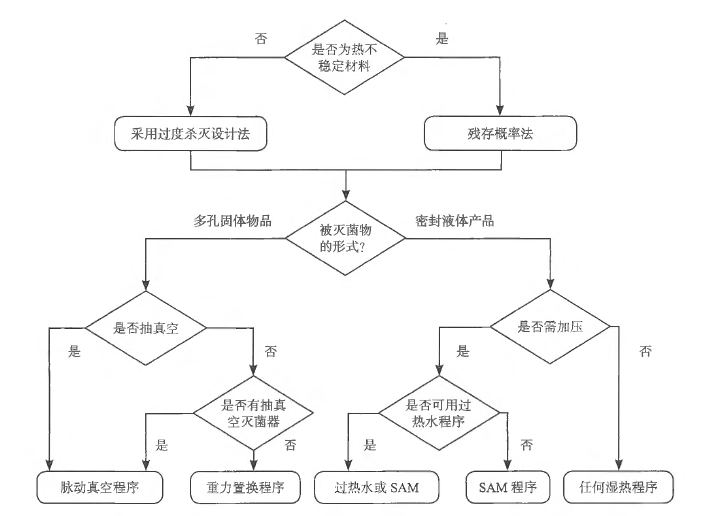 否
是
是否为热不
稳定材料
采用过度杀灭设计法
残存概率法
多孔固体物品
密封液体产品
被灭菌物
的形式?
是否抽真空
是否需加压
是
否
是
否
是否有抽真
空灭菌器
是否可用过
热水程序
是
否
是
否
脉动真空程序
重力置换程序
过热水或 SAM
SAM 程序
任何湿热程序